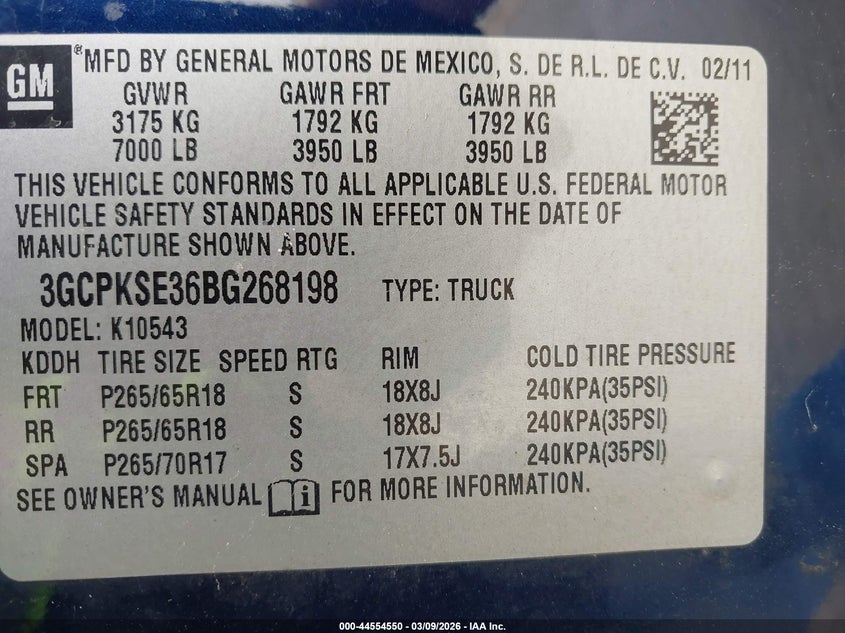 GM
®MFD BY GENERAL MOTORS DE MEXICO, S. DE R.L. DE C.V. 02/11
GVWR GAWR FRT GAWR RR
3175 KG 1792 KG 1792 KG
7000 LB 3950 LB 3950 LB
THIS VEHICLE CONFORMS TO ALL APPLICABLE U.S. FEDERAL MOTOR
VEHICLE SAFETY STANDARDS IN EFFECT ON THE DATE OF
MANUFACTURE SHOWN ABOVE.
3GCPKSE36BG268198 TYPE: TRUCK
MODEL: K10543
KDDH TIRE SIZE SPEED RTG RIM COLD TIRE PRESSURE
FRT P265/65R18 S 18X8J 240KPA(35PSI)
RR P265/65R18 S 18X8J 240KPA(35PSI)
SPA P265/70R17 S 17X7.5J 240KPA(35PSI)
SEE OWNER'S MANUAL i FOR MORE INFORMATION.
000-44554550 - 03/09/2026 - IAA Inc.